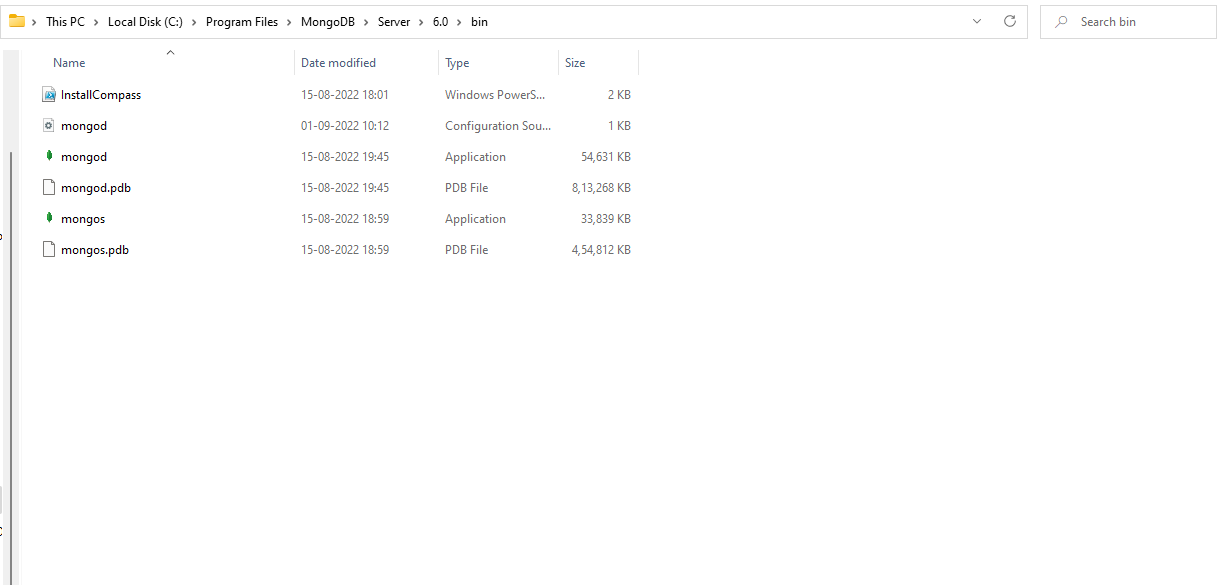 This PC > Local Disk (C:) > Program Files > MongoDB > Server > 6.0 > bin Search bin
Name Date modified Type Size
InstallCompass 15-08-2022 18:01 Windows PowerS... 2 KB
mongod 01-09-2022 10:12 Configuration Sou... 1 KB
mongod 15-08-2022 19:45 Application 54,631 KB
mongod.pdb 15-08-2022 19:45 PDB File 8,13,268 KB
mongos 15-08-2022 18:59 Application 33,839 KB
mongos.pdb 15-08-2022 18:59 PDB File 4,54,812 KB